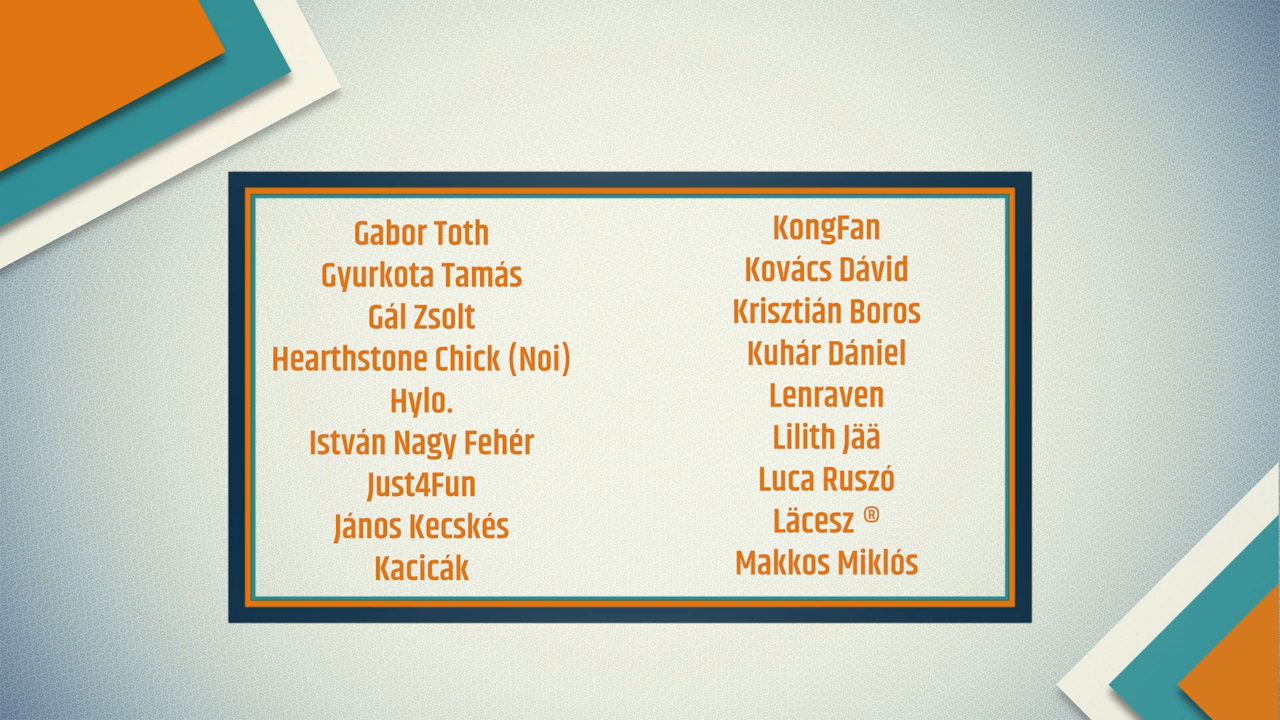 Gabor Toth
Gyurkota Tamás
Gál Zsolt
Hearthstone Chick (Noi)
Hylo.
István Nagy Fehér
Just4Fun
János Kecskés
Kacicák
KongFan
Kovács Dávid
Krisztián Boros
Kuhár Dániel
Lenraven
Lilith Jää
Luca Ruszó
Läcesz ®
Makkos Miklós